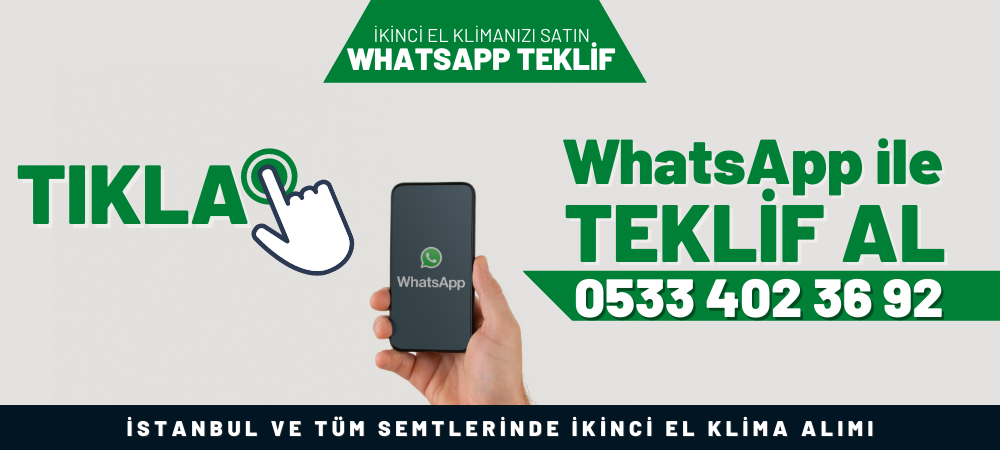 İKİNCİ EL KLİMANIZI SATIN
WHATSAPP TEKLİF
TIKLA
WhatsApp ile
TEKLİF AL
0533 402 36 92
WhatsApp
İSTANBUL VE TÜM SEMTLERİNDE İKİNCİ EL KLİMA ALIMI